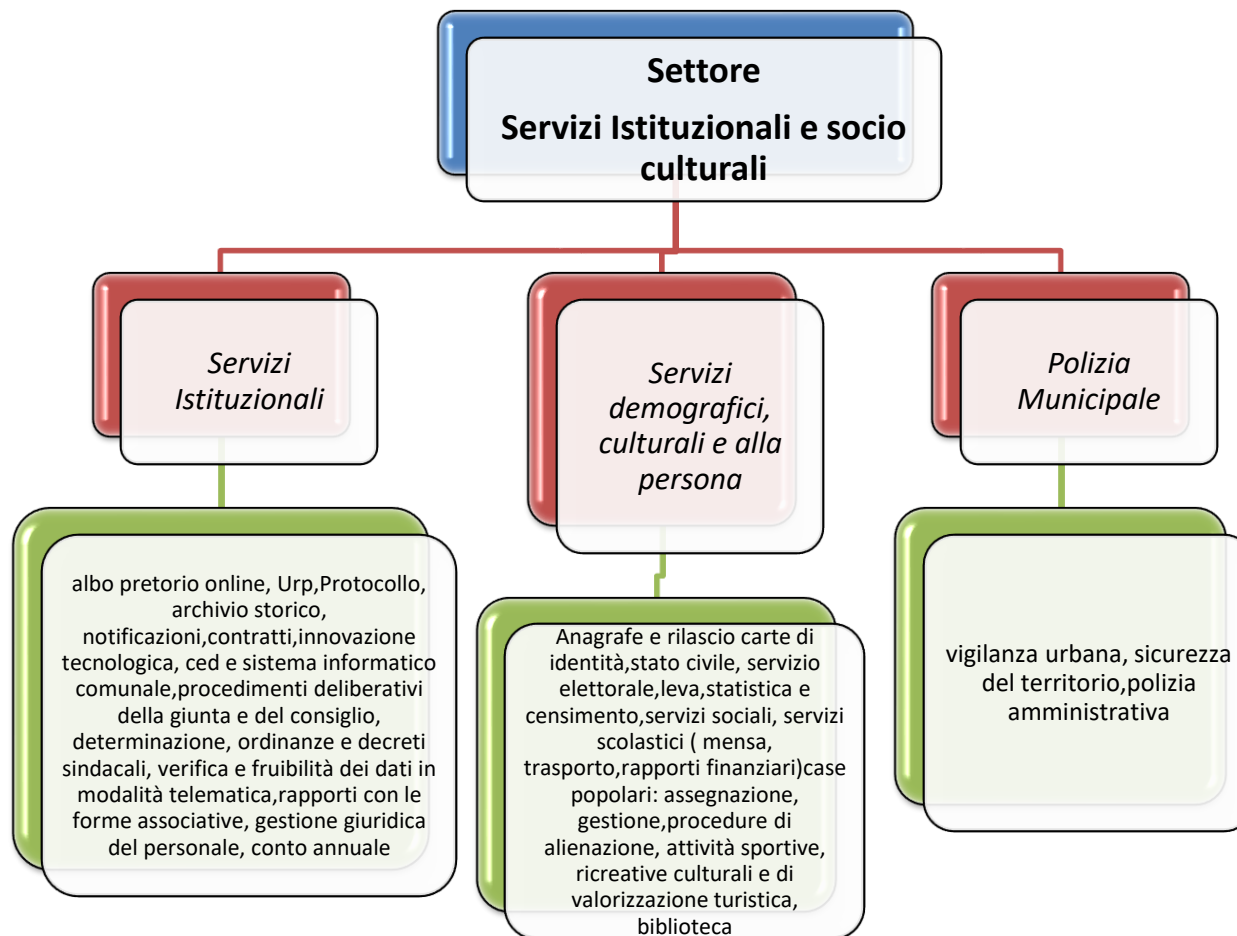 Settore
Servizi Istituzionali e socio
culturali
Servizi
Istituzionali
Servizi
demografici,
culturali e alla
persona
Polizia
Municipale
albo pretorio online, Urp,Protocollo,
archivio storico,
notificazioni,contratti,innovazione
tecnologica, ced e sistema informatico
comunale,procedimenti deliberativi
della giunta e del consiglio,
determinazione, ordinanze e decreti
sindacali, verifica e fruibilità dei dati in
modalità telematica,rapporti con le
forme associative, gestione giuridica
del personale, conto annuale
Anagrafe e rilascio carte di
identità,stato civile, servizio
elettorale,leva,statistica e
censimento,servizi sociali, servizi
scolastici ( mensa,
trasporto,rapporti finanziari)case
popolari: assegnazione,
gestione,procedure di
alienazione, attività sportive,
ricreative culturali e di
valorizzazione turistica,
biblioteca
vigilanza urbana, sicurezza
del territorio,polizia
amministrativa